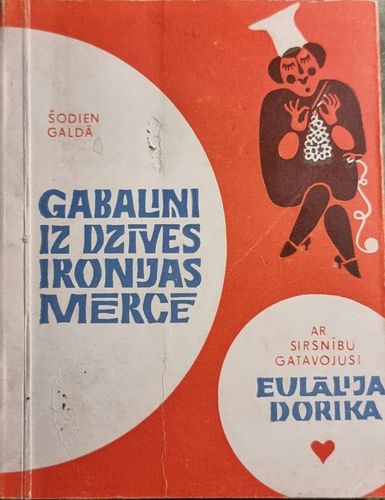 ŠODIEN
GALDĀ
GABALIŅI
IZ DZĪVES
IRONIJAS
MĒRCĒ
AR
SIRSNĪBU
GATAVOJUSI
EULĀLIJA
DORIKA